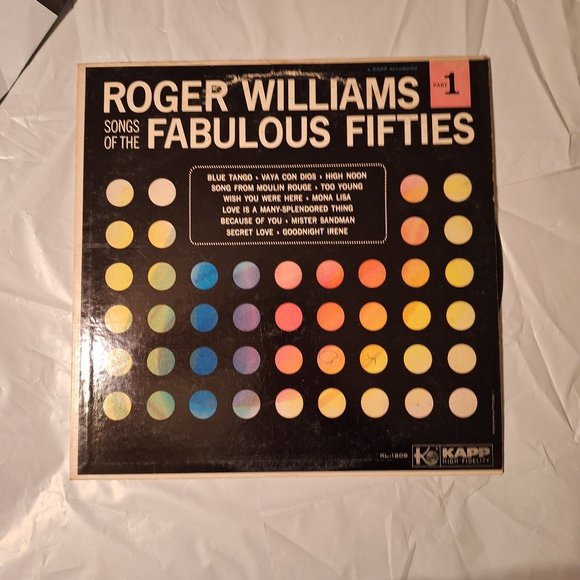 A KAPP RECORDING
ROGER WILLIAMS
PART 1
SONGS OF THE FABULOUS FIFTIES
BLUE TANGO • VAYA CON DIOS • HIGH NOON
SONG FROM MOULIN ROUGE • TOO YOUNG
WISH YOU WERE HERE • MONA LISA
LOVE IS A MANY-SPLENDORED THING
BECAUSE OF YOU • MISTER SANDMAN
SECRET LOVE • GOODNIGHT IRENE
KL-1209
K KAPP
HIGH FIDELITY